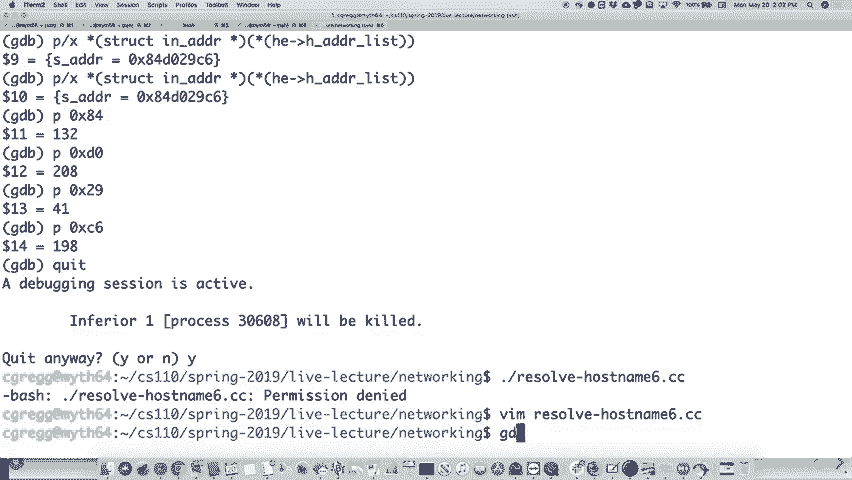 iTerm2 Shell Edit View Session Scripts Profiles Toolbelt Window Help 100% Mon May 20 2:02 PM
(gdb) p/x *(struct in_addr *)(*(he->h_addr_list))
$9 = {s_addr = 0x84d029c6}
(gdb) p/x *(struct in_addr *)(*(he->h_addr_list))
$10 = {s_addr = 0x84d029c6}
(gdb) p 0x84
$11 = 132
(gdb) p 0xd0
$12 = 208
(gdb) p 0x29
$13 = 41
(gdb) p 0xc6
$14 = 198
(gdb) quit
A debugging session is active.
Inferior 1 [process 30608] will be killed.
Quit anyway? (y or n) y
cgregg@myth64:~/cs110/spring-2019/live-lecture/networking$ ./resolve-hostname6.cc
-bash: ./resolve-hostname6.cc: Permission denied
cgregg@myth64:~/cs110/spring-2019/live-lecture/networking$ vim resolve-hostname6.cc
cgregg@myth64:~/cs110/spring-2019/live-lecture/networking$ gd